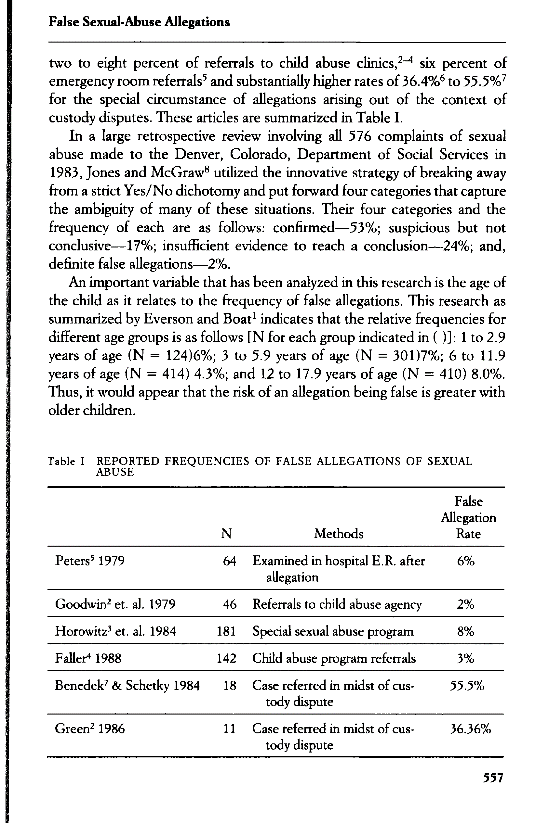 False Sexual-Abuse Allegations
two to eight percent of referrals to child abuse clinics,²⁻⁴ six percent of
emergency room referrals⁵ and substantially higher rates of 36.4%⁶ to 55.5%⁷
for the special circumstance of allegations arising out of the context of
custody disputes. These articles are summarized in Table I.
In a large retrospective review involving all 576 complaints of sexual
abuse made to the Denver, Colorado, Department of Social Services in
1983, Jones and McGraw⁸ utilized the innovative strategy of breaking away
from a strict Yes/No dichotomy and put forward four categories that capture
the ambiguity of many of these situations. Their four categories and the
frequency of each are as follows: confirmed—53%; suspicious but not
conclusive—17%; insufficient evidence to reach a conclusion—24%; and,
definite false allegations—2%.
An important variable that has been analyzed in this research is the age of
the child as it relates to the frequency of false allegations. This research as
summarized by Everson and Boat¹ indicates that the relative frequencies for
different age groups is as follows [N for each group indicated in ( )]: 1 to 2.9
years of age (N = 124)6%; 3 to 5.9 years of age (N = 301)7%; 6 to 11.9
years of age (N = 414) 4.3%; and 12 to 17.9 years of age (N = 410) 8.0%.
Thus, it would appear that the risk of an allegation being false is greater with
older children.
Table I REPORTED FREQUENCIES OF FALSE ALLEGATIONS OF SEXUAL
ABUSE
False
Allegation
N Methods Rate
Peters⁵ 1979 64 Examined in hospital E.R. after 6%
allegation
Goodwin² et. al. 1979 46 Referrals to child abuse agency 2%
Horowitz³ et. al. 1984 181 Special sexual abuse program 8%
Faller⁴ 1988 142 Child abuse program referrals 3%
Benedek⁷ & Schetky 1984 18 Case referred in midst of cus- 55.5%
tody dispute
Green² 1986 11 Case referred in midst of cus- 36.36%
tody dispute
557